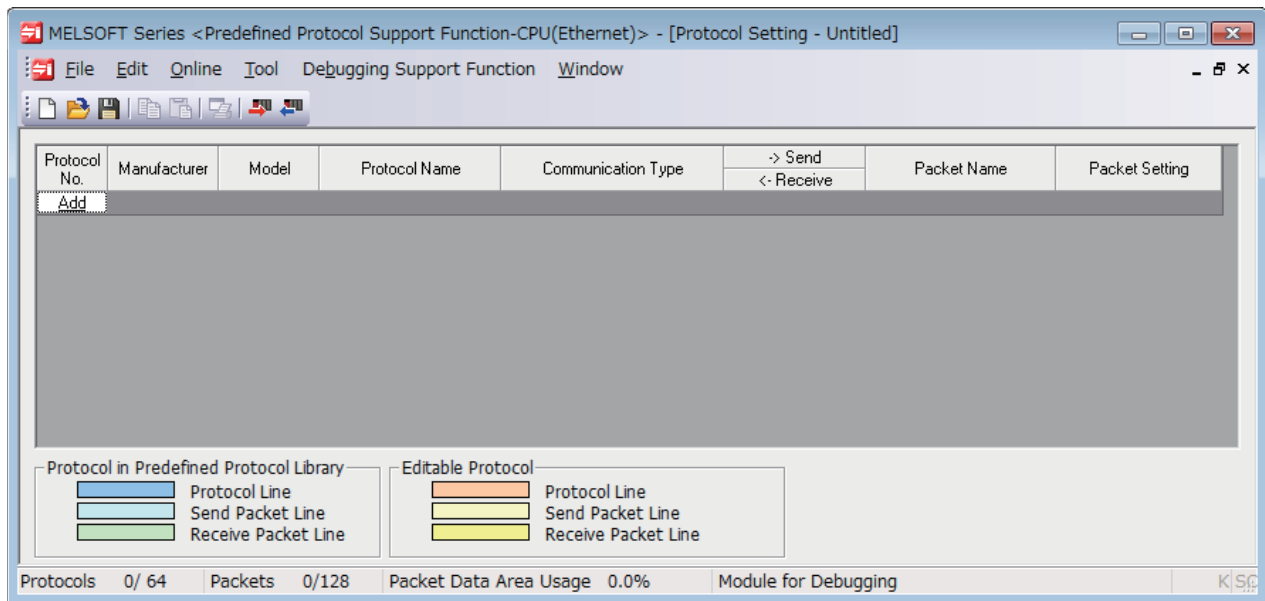 MELSOFT Series <Predefined Protocol Support Function-CPU(Ethernet)> - [Protocol Setting - Untitled]
File Edit Online Tool Debugging Support Function Window
Protocol No. Manufacturer Model Protocol Name Communication Type -> Send Packet Name Packet Setting
<- Receive
Add
Protocol in Predefined Protocol Library Editable Protocol
Protocol Line Protocol Line
Send Packet Line Send Packet Line
Receive Packet Line Receive Packet Line
Protocols 0/ 64 Packets 0/128 Packet Data Area Usage 0.0% Module for Debugging